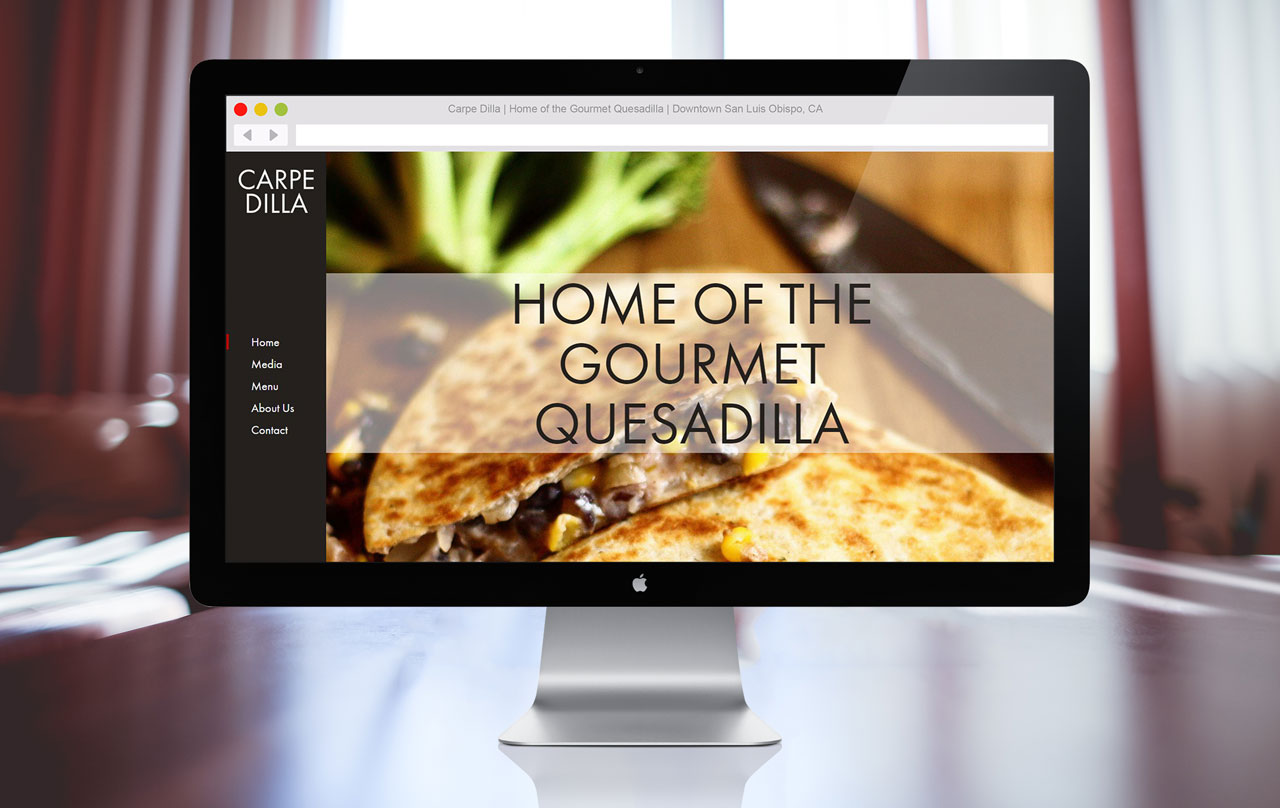 Carpe Dilla | Home of the Gourmet Quesadilla | Downtown San Luis Obispo, CA
CARPE
DILLA
Home
Media
Menu
About Us
Contact
HOME OF THE
GOURMET
QUESADILLA